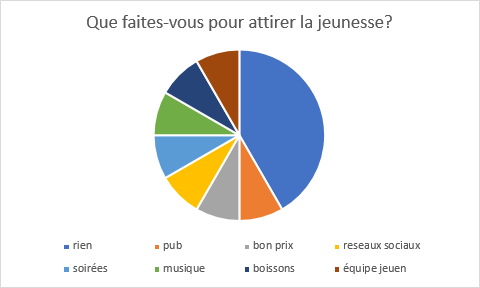 Que faites-vous pour attirer la jeunesse?
rien pub bon prix reseaux sociaux
soirées musique boissons équipe jeuen